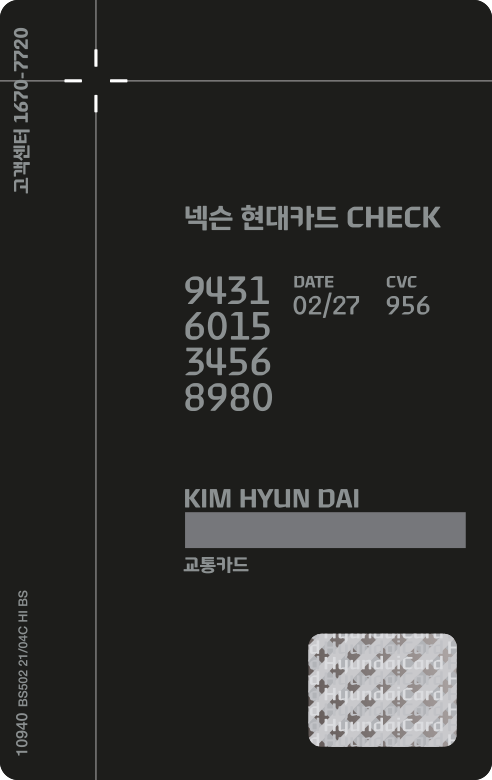 고객센터 1670-7720
넥슨 현대카드 CHECK
9431
6015
3456
8980
DATE
02/27
CVC
956
KIM HYUN DAI
교통카드
10940 BS502 21/04C HI BS
HyundaiCard
HyundaiCard
HyundaiCard
HyundaiCard